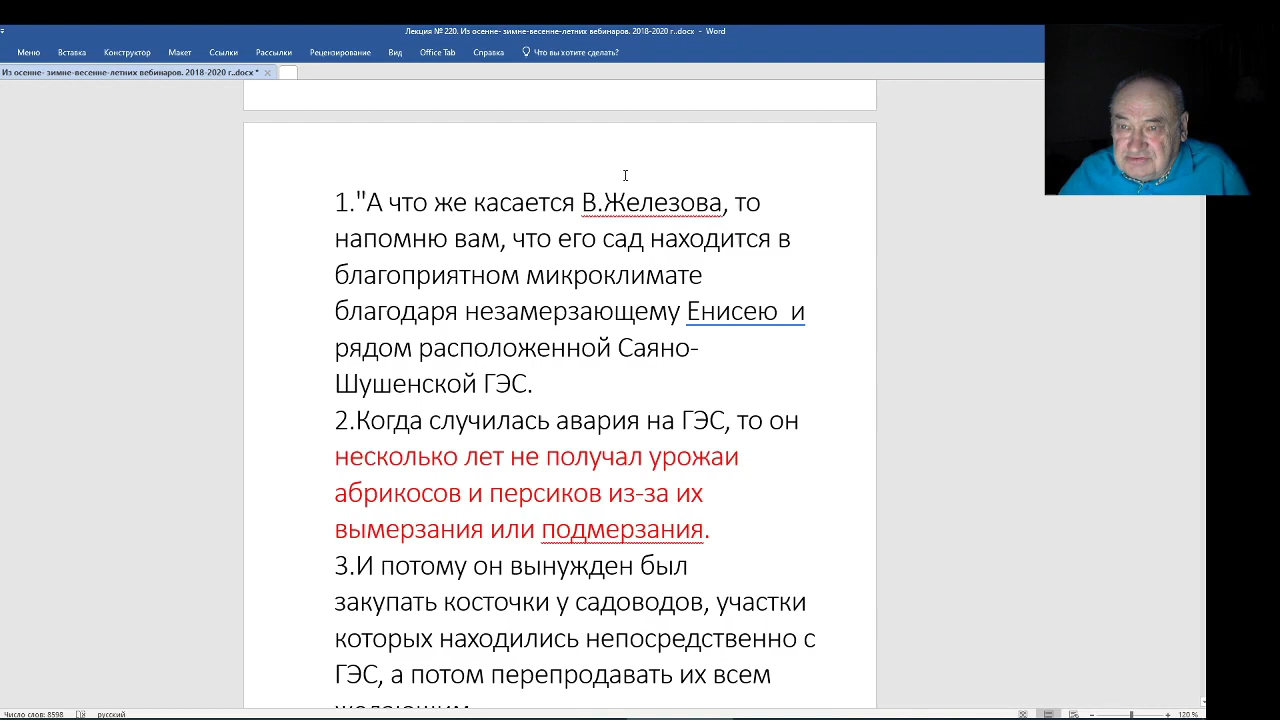 Лекция № 220. Из осенне- зимне-весенне-летних вебинаров. 2018-2020 г..docx - Word
Меню Вставка Конструктор Макет Ссылки Рассылки Рецензирование Вид Office Tab Справка Что вы хотите сделать?
Из осенне- зимне-весенне-летних вебинаров. 2018-2020 г..docx *
1."А что же касается В.Железова, то
напомню вам, что его сад находится в
благоприятном микроклимате
благодаря незамерзающему Енисею и
рядом расположенной Саяно-
Шушенской ГЭС.
2.Когда случилась авария на ГЭС, то он
несколько лет не получал урожаи
абрикосов и персиков из-за их
вымерзания или подмерзания.
3.И потому он вынужден был
закупать косточки у садоводов, участки
которых находились непосредственно с
ГЭС, а потом перепродавать их всем
желающим
Число слов: 8598 русский 120 %